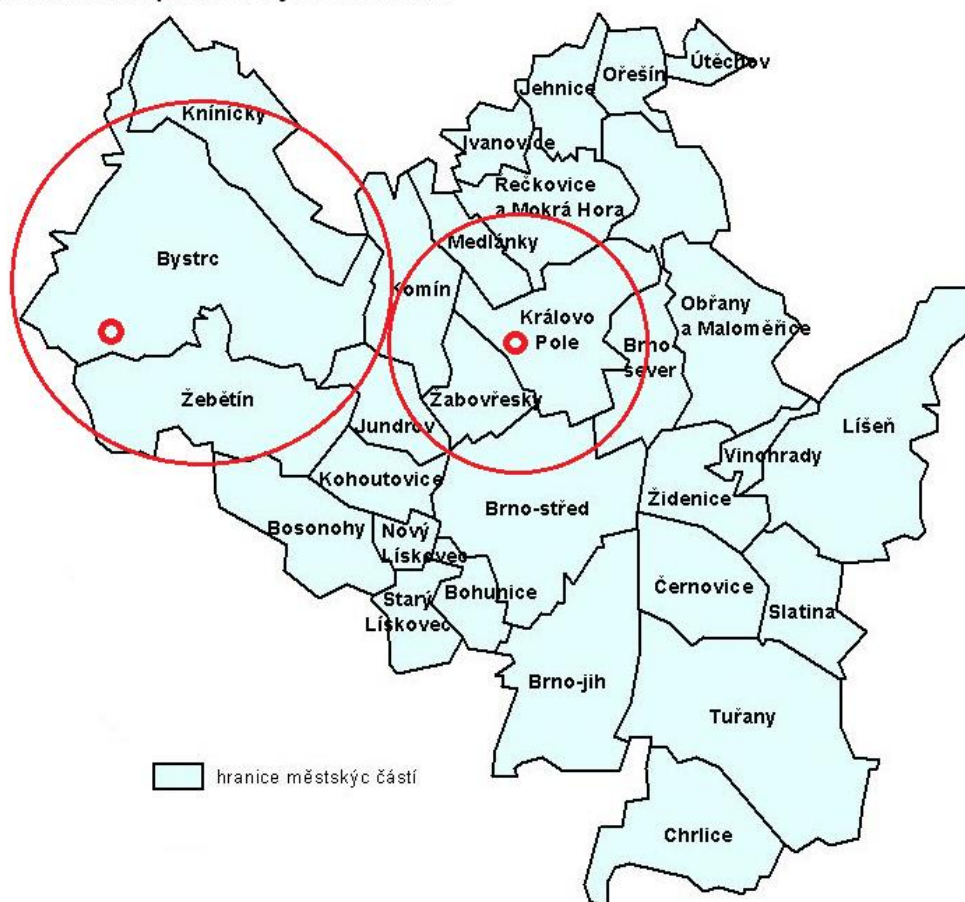 Útěchov
Ořešín
Jehnice
Kníničky
Ivanovice
Řečkovice
a Mokrá Hora
Medlánky
Bystrc
Komín
Královo
Pole
Obřany
a Maloměřice
Brno-
sever
Žebětín
Žabovřesky
Jundrov
Líšeň
Vinohrady
Kohoutovice
Židenice
Brno-střed
Bosonohy
Nový
Lískovec
Bohunice
Černovice
Starý
Lískovec
Slatina
Brno-jih
Tuřany
hranice městskýc částí
Chrlice